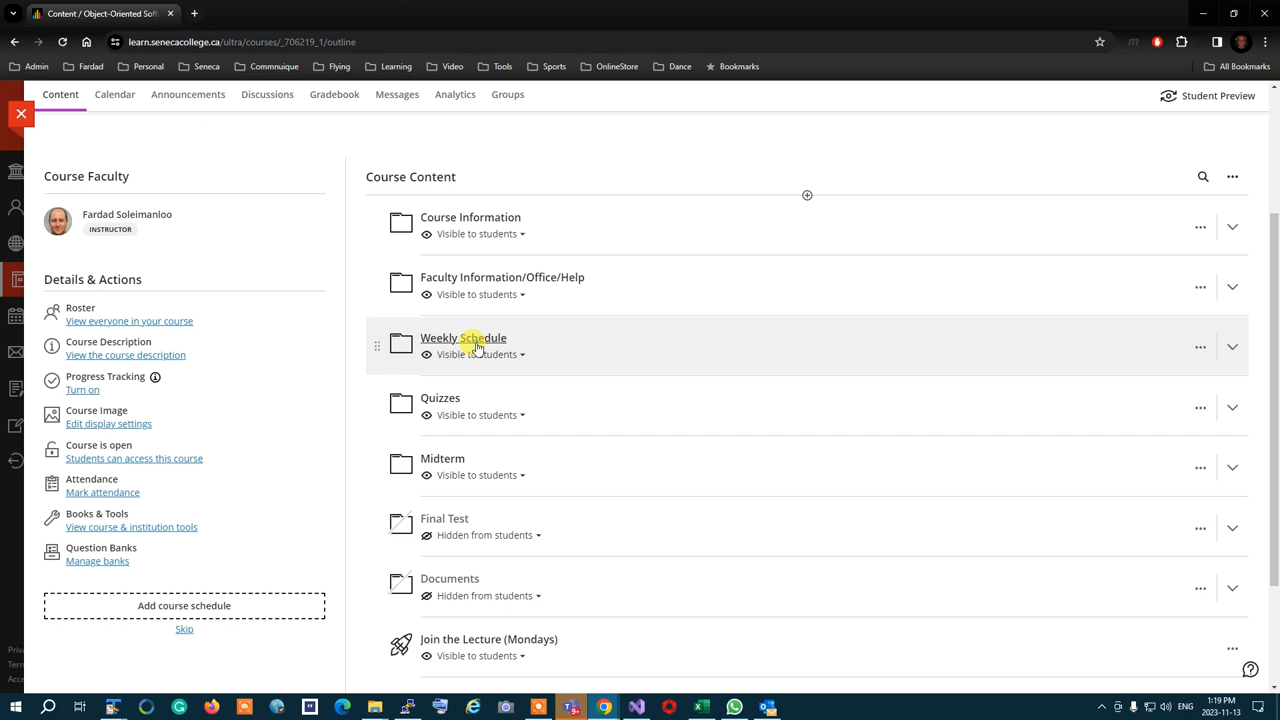 Content / Object-Oriented Soft
learn.senecacollege.ca/ultra/courses/_706219_1/outline
Admin Fardad Personal Seneca Commnuique Flying Learning Video Tools Sports OnlineStore Dance Bookmarks All Bookmarks
Content Calendar Announcements Discussions Gradebook Messages Analytics Groups Student Preview
Course Faculty
Fardad Soleimanloo
INSTRUCTOR
Details & Actions
Roster
View everyone in your course
Course Description
View the course description
Progress Tracking
Turn on
Course Image
Edit display settings
Course is open
Students can access this course
Attendance
Mark attendance
Books & Tools
View course & institution tools
Question Banks
Manage banks
Add course schedule
Skip
Course Content
Course Information
Visible to students
Faculty Information/Office/Help
Visible to students
Weekly Schedule
Visible to students
Quizzes
Visible to students
Midterm
Visible to students
Final Test
Hidden from students
Documents
Hidden from students
Join the Lecture (Mondays)
Visible to students
Priva
Term
Acce
ENG
1:19 PM
2023-11-13